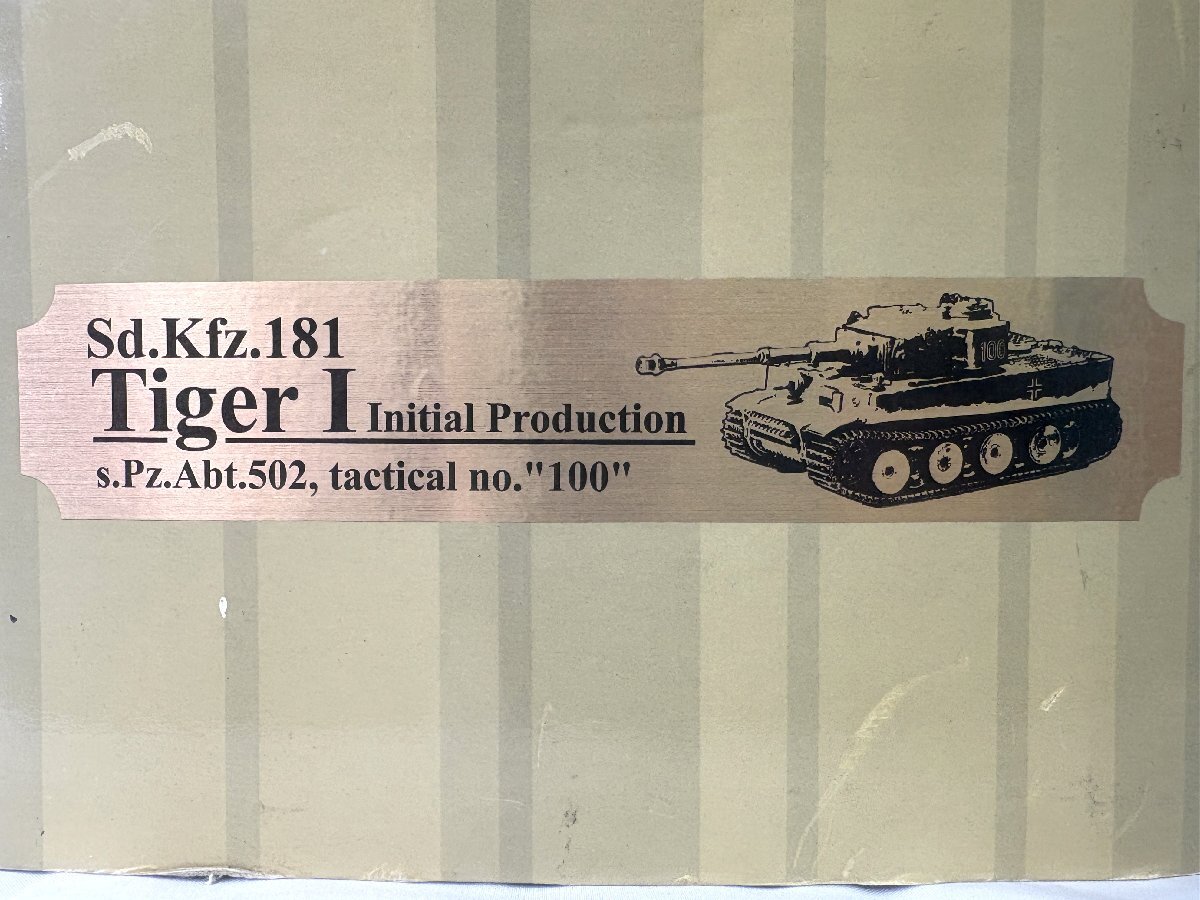 Sd.Kfz.181
Tiger I Initial Production
s.Pz.Abt.502, tactical no."100"
100